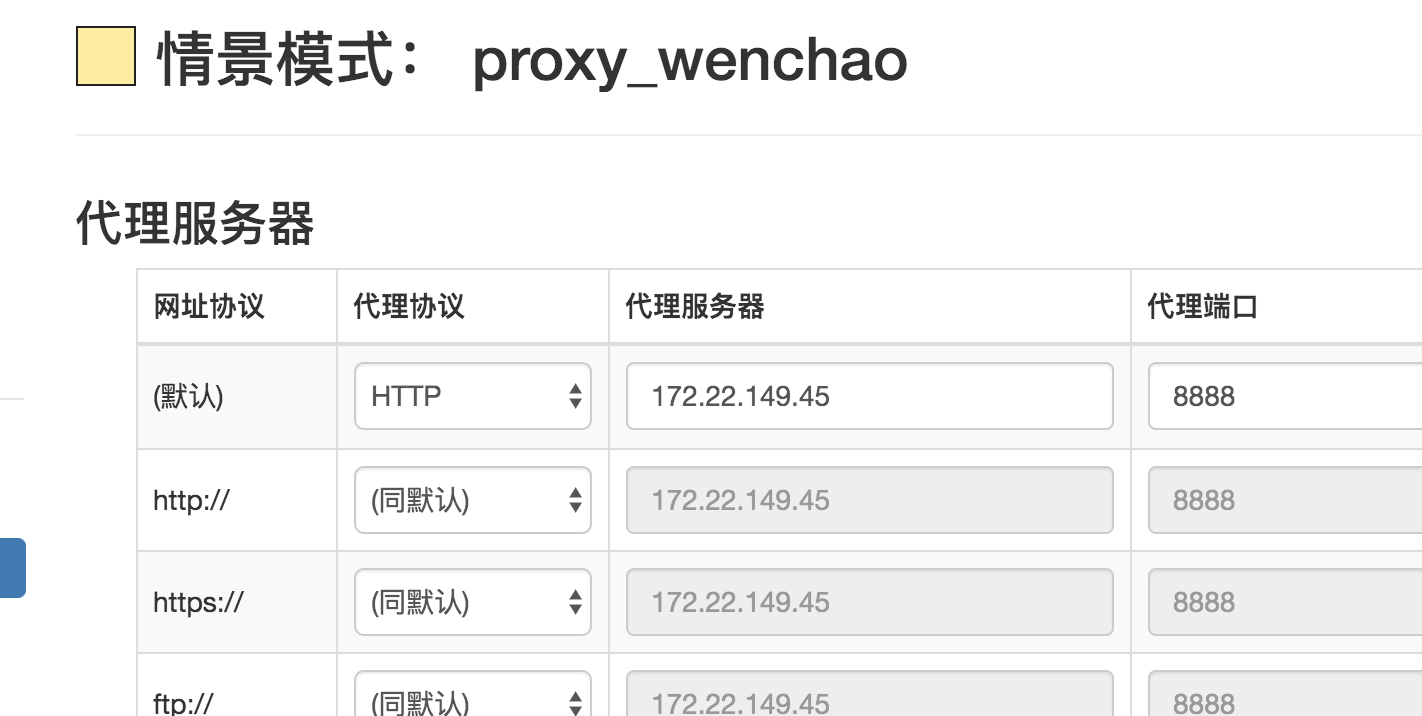 情景模式： proxy_wenchao
代理服务器
网址协议 代理协议 代理服务器 代理端口
(默认) HTTP 172.22.149.45 8888
http:// (同默认) 172.22.149.45 8888
https:// (同默认) 172.22.149.45 8888
ftp:// (同默认) 172.22.149.45 8888